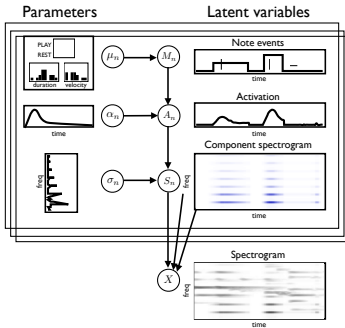 Parameters
Latent variables
PLAY
REST
duration
velocity
μₙ
Mₙ
Note events
time
time
αₙ
Aₙ
Activation
time
Component spectrogram
freq
σₙ
Sₙ
freq
time
Spectrogram
X
freq
time